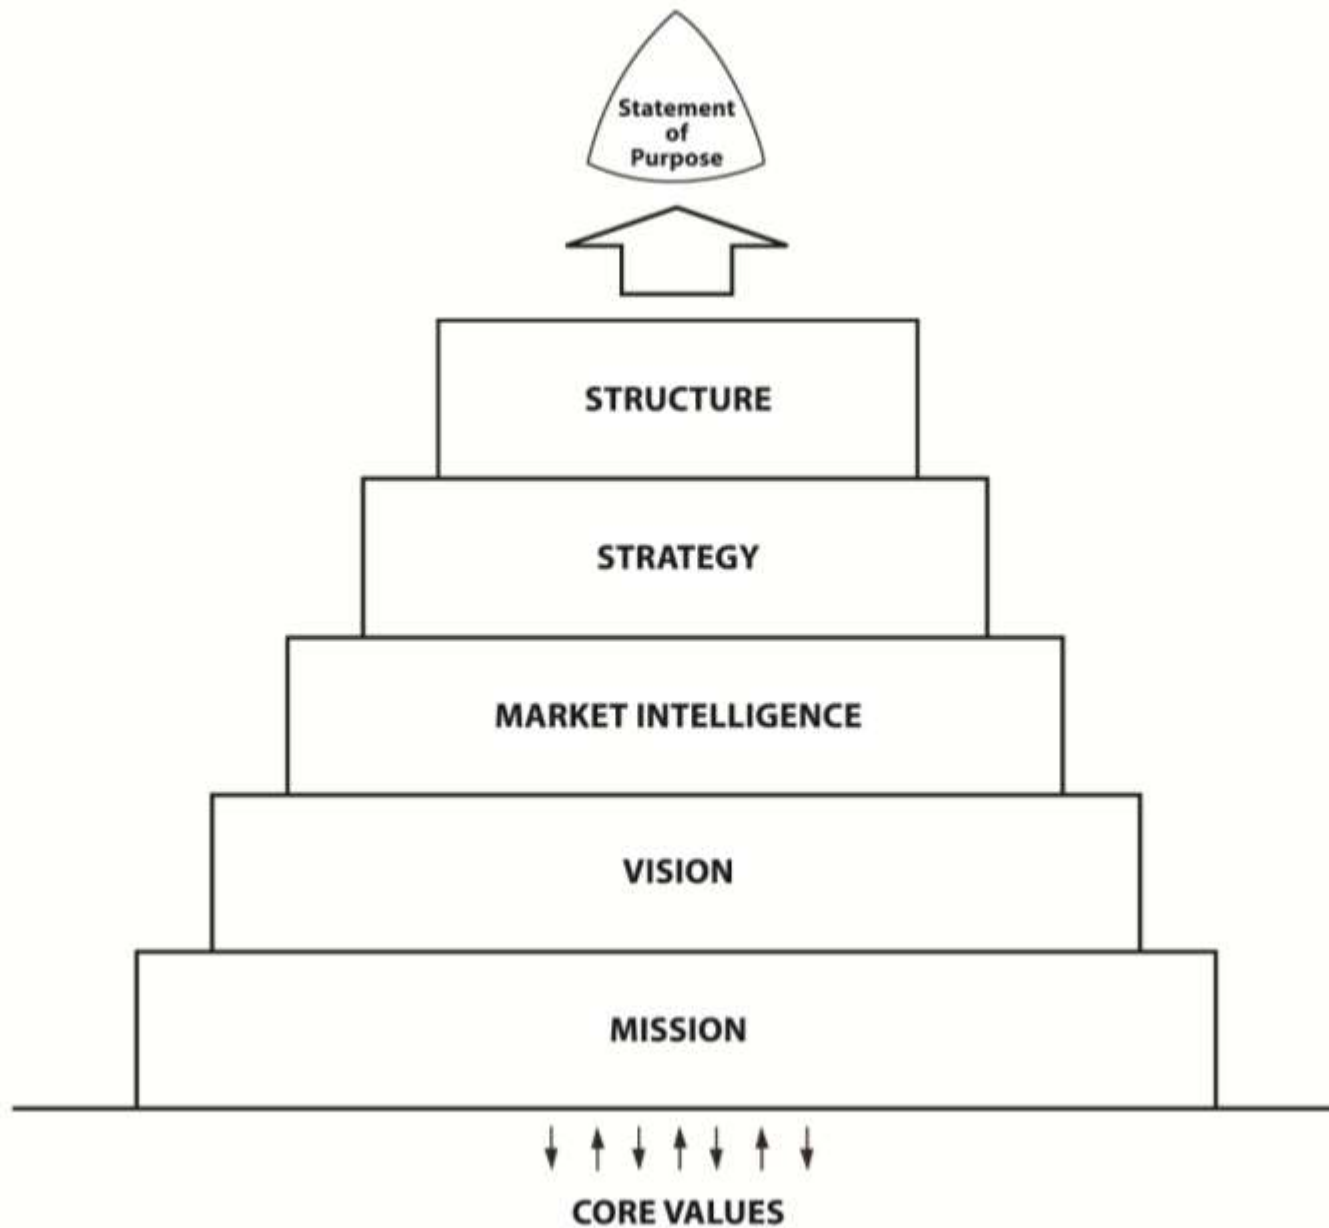 Statement
of
Purpose
STRUCTURE
STRATEGY
MARKET INTELLIGENCE
VISION
MISSION
CORE VALUES